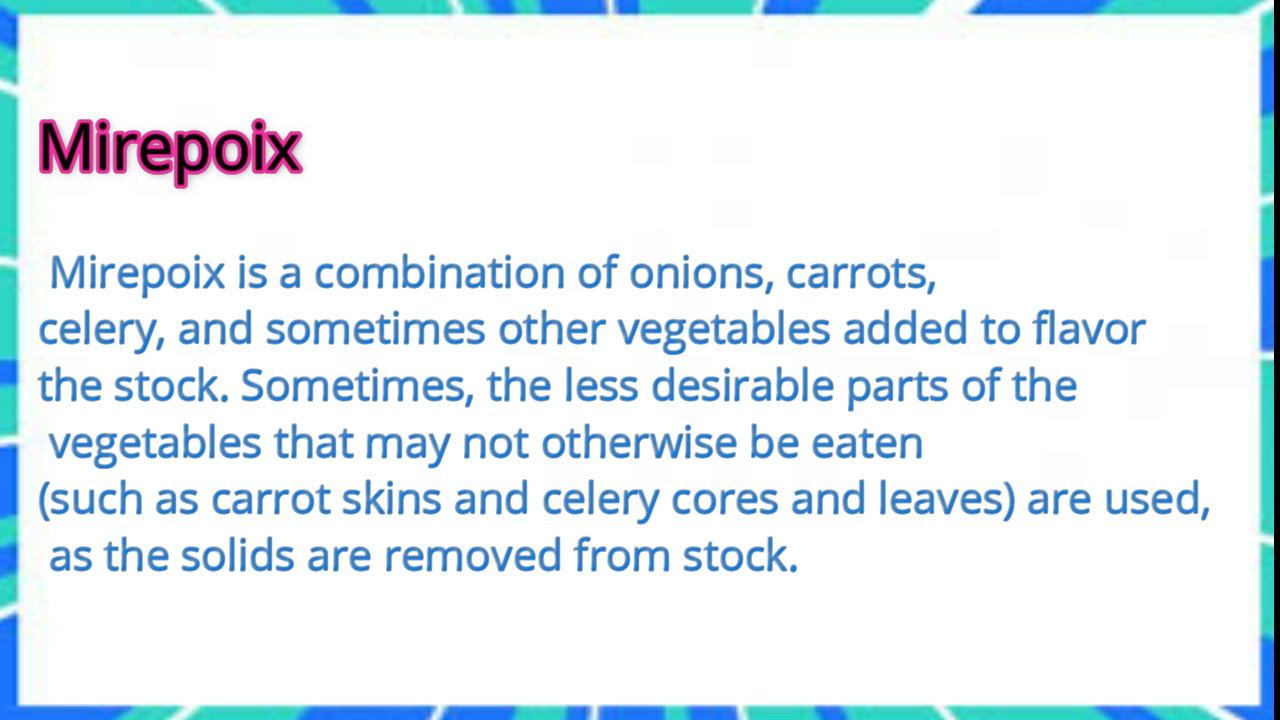 Mirepoix
Mirepoix is a combination of onions, carrots,
celery, and sometimes other vegetables added to flavor
the stock. Sometimes, the less desirable parts of the
vegetables that may not otherwise be eaten
(such as carrot skins and celery cores and leaves) are used,
as the solids are removed from stock.